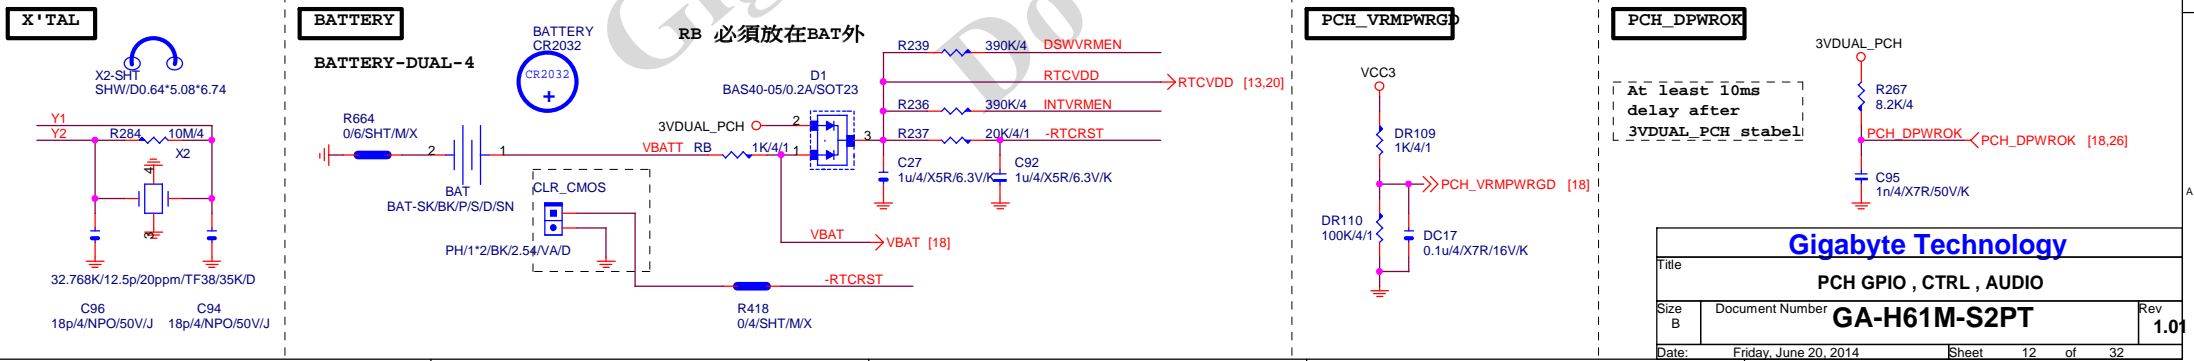 X'TAL
X2-SHT
SHW/D0.64*5.08*6.74
Y1
Y2
R284
10M/4
X2
4
3
32.768K/12.5p/20ppm/TF38/35K/D
C96
18p/4/NPO/50V/J
C94
18p/4/NPO/50V/J
BATTERY
BATTERY-DUAL-4
BATTERY
CR2032
CR2032
+
RB 必須放在BAT外
R664
0/6/SHT/M/X
2
1
BAT
BAT-SK/BK/P/S/D/SN
VBATT
RB
1K/4/1
3VDUAL_PCH
D1
BAS40-05/0.2A/SOT23
2
1
3
CLR_CMOS
PH/1*2/BK/2.54/VA/D
VBAT
VBAT [18]
-RTCRST
R418
0/4/SHT/M/X
R239
390K/4
DSWVRMEN
RTCVDD
RTCVDD [13,20]
R236
390K/4
INTVRMEN
R237
20K/4/1
-RTCRST
C27
1u/4/X5R/6.3V/K
C92
1u/4/X5R/6.3V/K
PCH_VRMPWRGD
VCC3
DR109
1K/4/1
PCH_VRMPWRGD [18]
DR110
100K/4/1
DC17
0.1u/4/X7R/16V/K
PCH_DPWROK
At least 10ms
delay after
3VDUAL_PCH stabel
3VDUAL_PCH
R267
8.2K/4
PCH_DPWROK
PCH_DPWROK [18,26]
C95
1n/4/X7R/50V/K
A
Gigabyte Technology
Title
PCH GPIO , CTRL , AUDIO
Size
B
Document Number
GA-H61M-S2PT
Rev
1.01
Date: Friday, June 20, 2014
Sheet 12 of 32